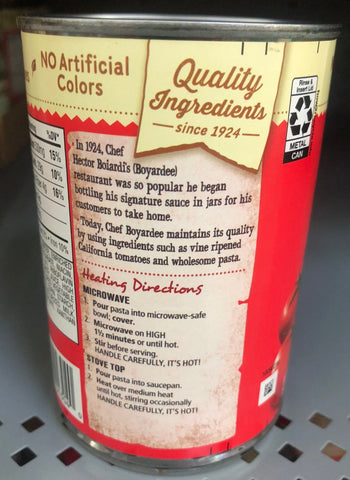 NO Artificial
Colors
Quality
Ingredients
since 1924
Rinse &
Insert Lid
METAL
CAN
%DV*
15%
10%
16%
In 1924, Chef
Hector Boiardi's (Boyardee)
restaurant was so popular he began
bottling his signature sauce in jars for his
customers to take home.
Today, Chef Boyardee maintains its quality
by using ingredients such as vine ripened
California tomatoes and wholesome pasta.
Heating Directions
MICROWAVE
1. Pour pasta into microwave-safe
bowl; cover.
2. Microwave on HIGH
1½ minutes or until hot.
3. Stir before serving.
HANDLE CAREFULLY, IT'S HOT!
STOVE TOP
1. Pour pasta into saucepan.
2. Heat over medium heat
until hot, stirring occasionally
HANDLE CAREFULLY, IT'S HOT!